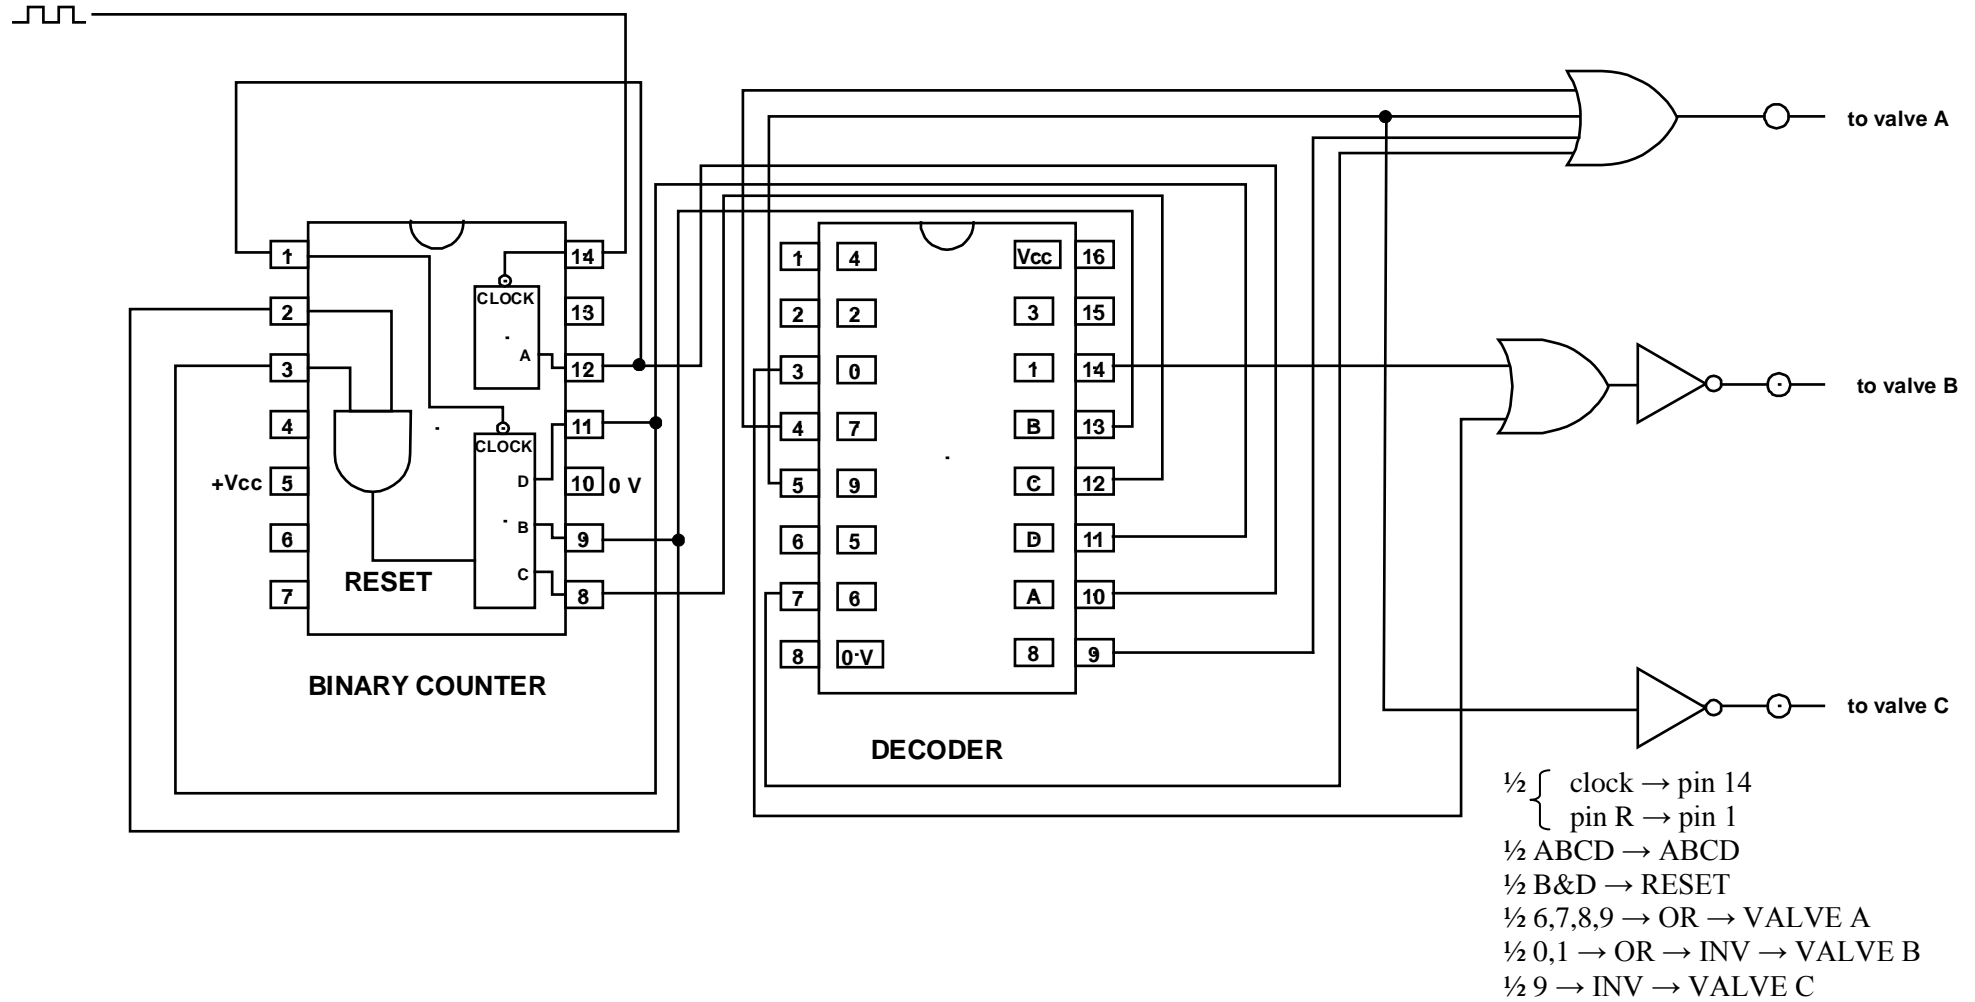 to valve A
1
14
CLOCK
2
13
A
3
12
4
11
CLOCK
D
+Vcc 5
10 0 V
B
6
9
C
RESET
7
8
BINARY COUNTER
1 4
Vcc 16
2 2
3 15
3 0
1 14
4 7
B 13
5 9
C 12
6 5
D 11
7 6
A 10
8 0 V
8 9
DECODER
to valve B
to valve C
½ { clock → pin 14
pin R → pin 1
½ ABCD → ABCD
½ B&D → RESET
½ 6,7,8,9 → OR → VALVE A
½ 0,1 → OR → INV → VALVE B
½ 9 → INV → VALVE C